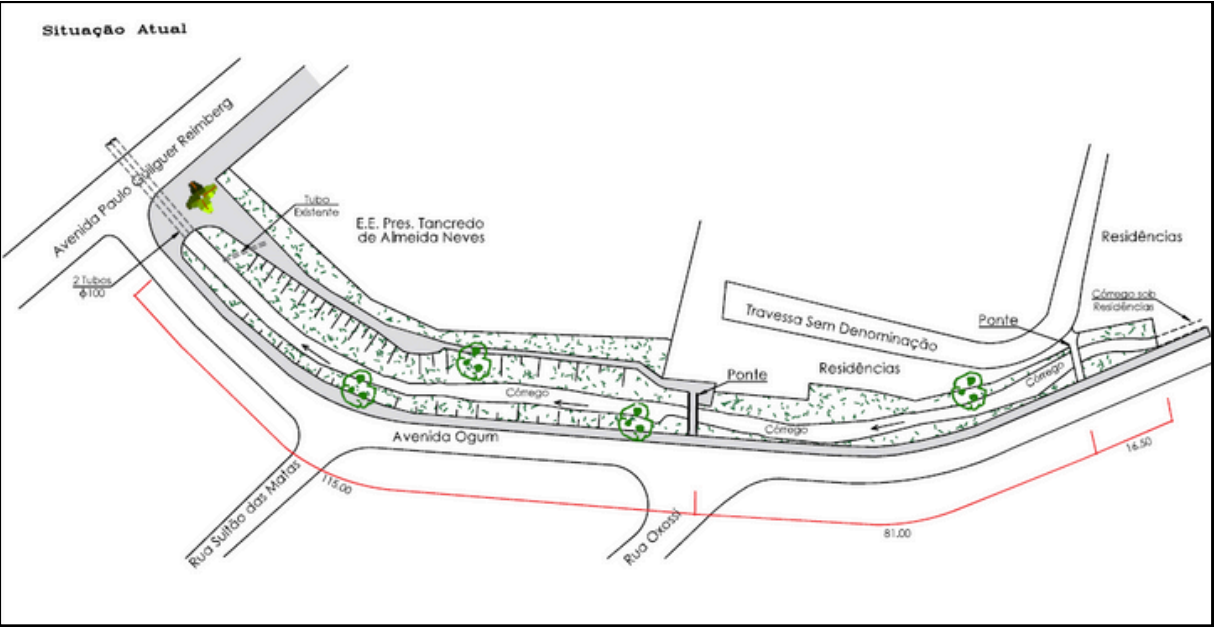 Situação Atual
Avenida Paulo Guilguer Reimberg
Tubo
Existente
E.E. Pres. Tancredo
de Almeida Neves
2 Tubos
ϕ100
Residências
Córrego sob
Residências
Ponte
Travessa Sem Denominação
Residências
Ponte
Córrego
Córrego
Córrego
Avenida Ogum
Rua Sultão das Matas
115.00
Rua Oxossi
81.00
16.50